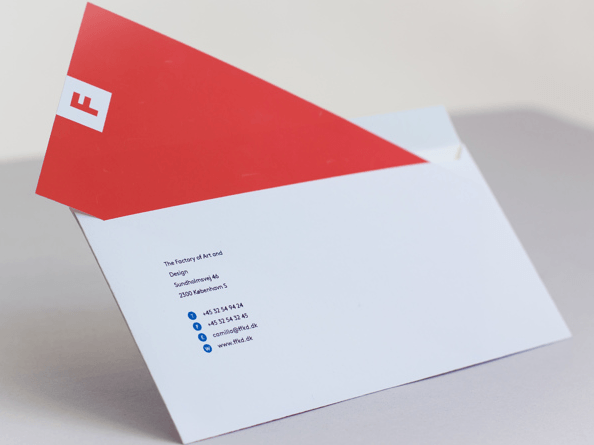 F
The Factory of Art and
Design
Sundholmsvej 46
2300 København S
t +45 32 54 94 24
f +45 32 54 32 45
camilla@ffkd.dk
w www.ffkd.dk